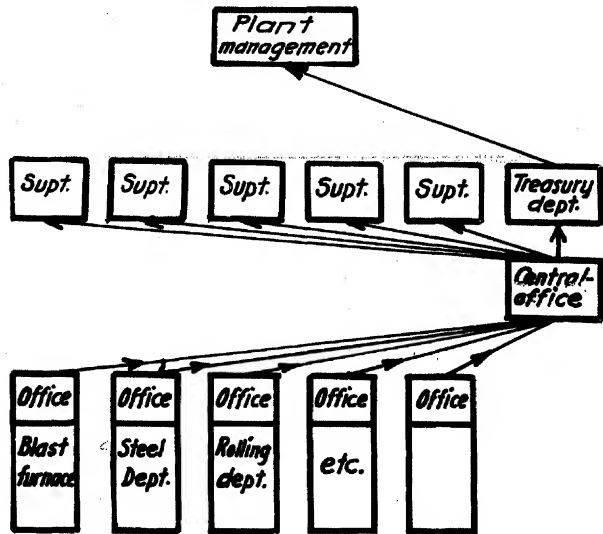 Plant
management
Supt.
Supt.
Supt.
Supt.
Supt.
Treasury
dept.
Central-
office
Office
Office
Office
Office
Office
Blast
furnace
Steel
Dept.
Rolling
dept.
etc.